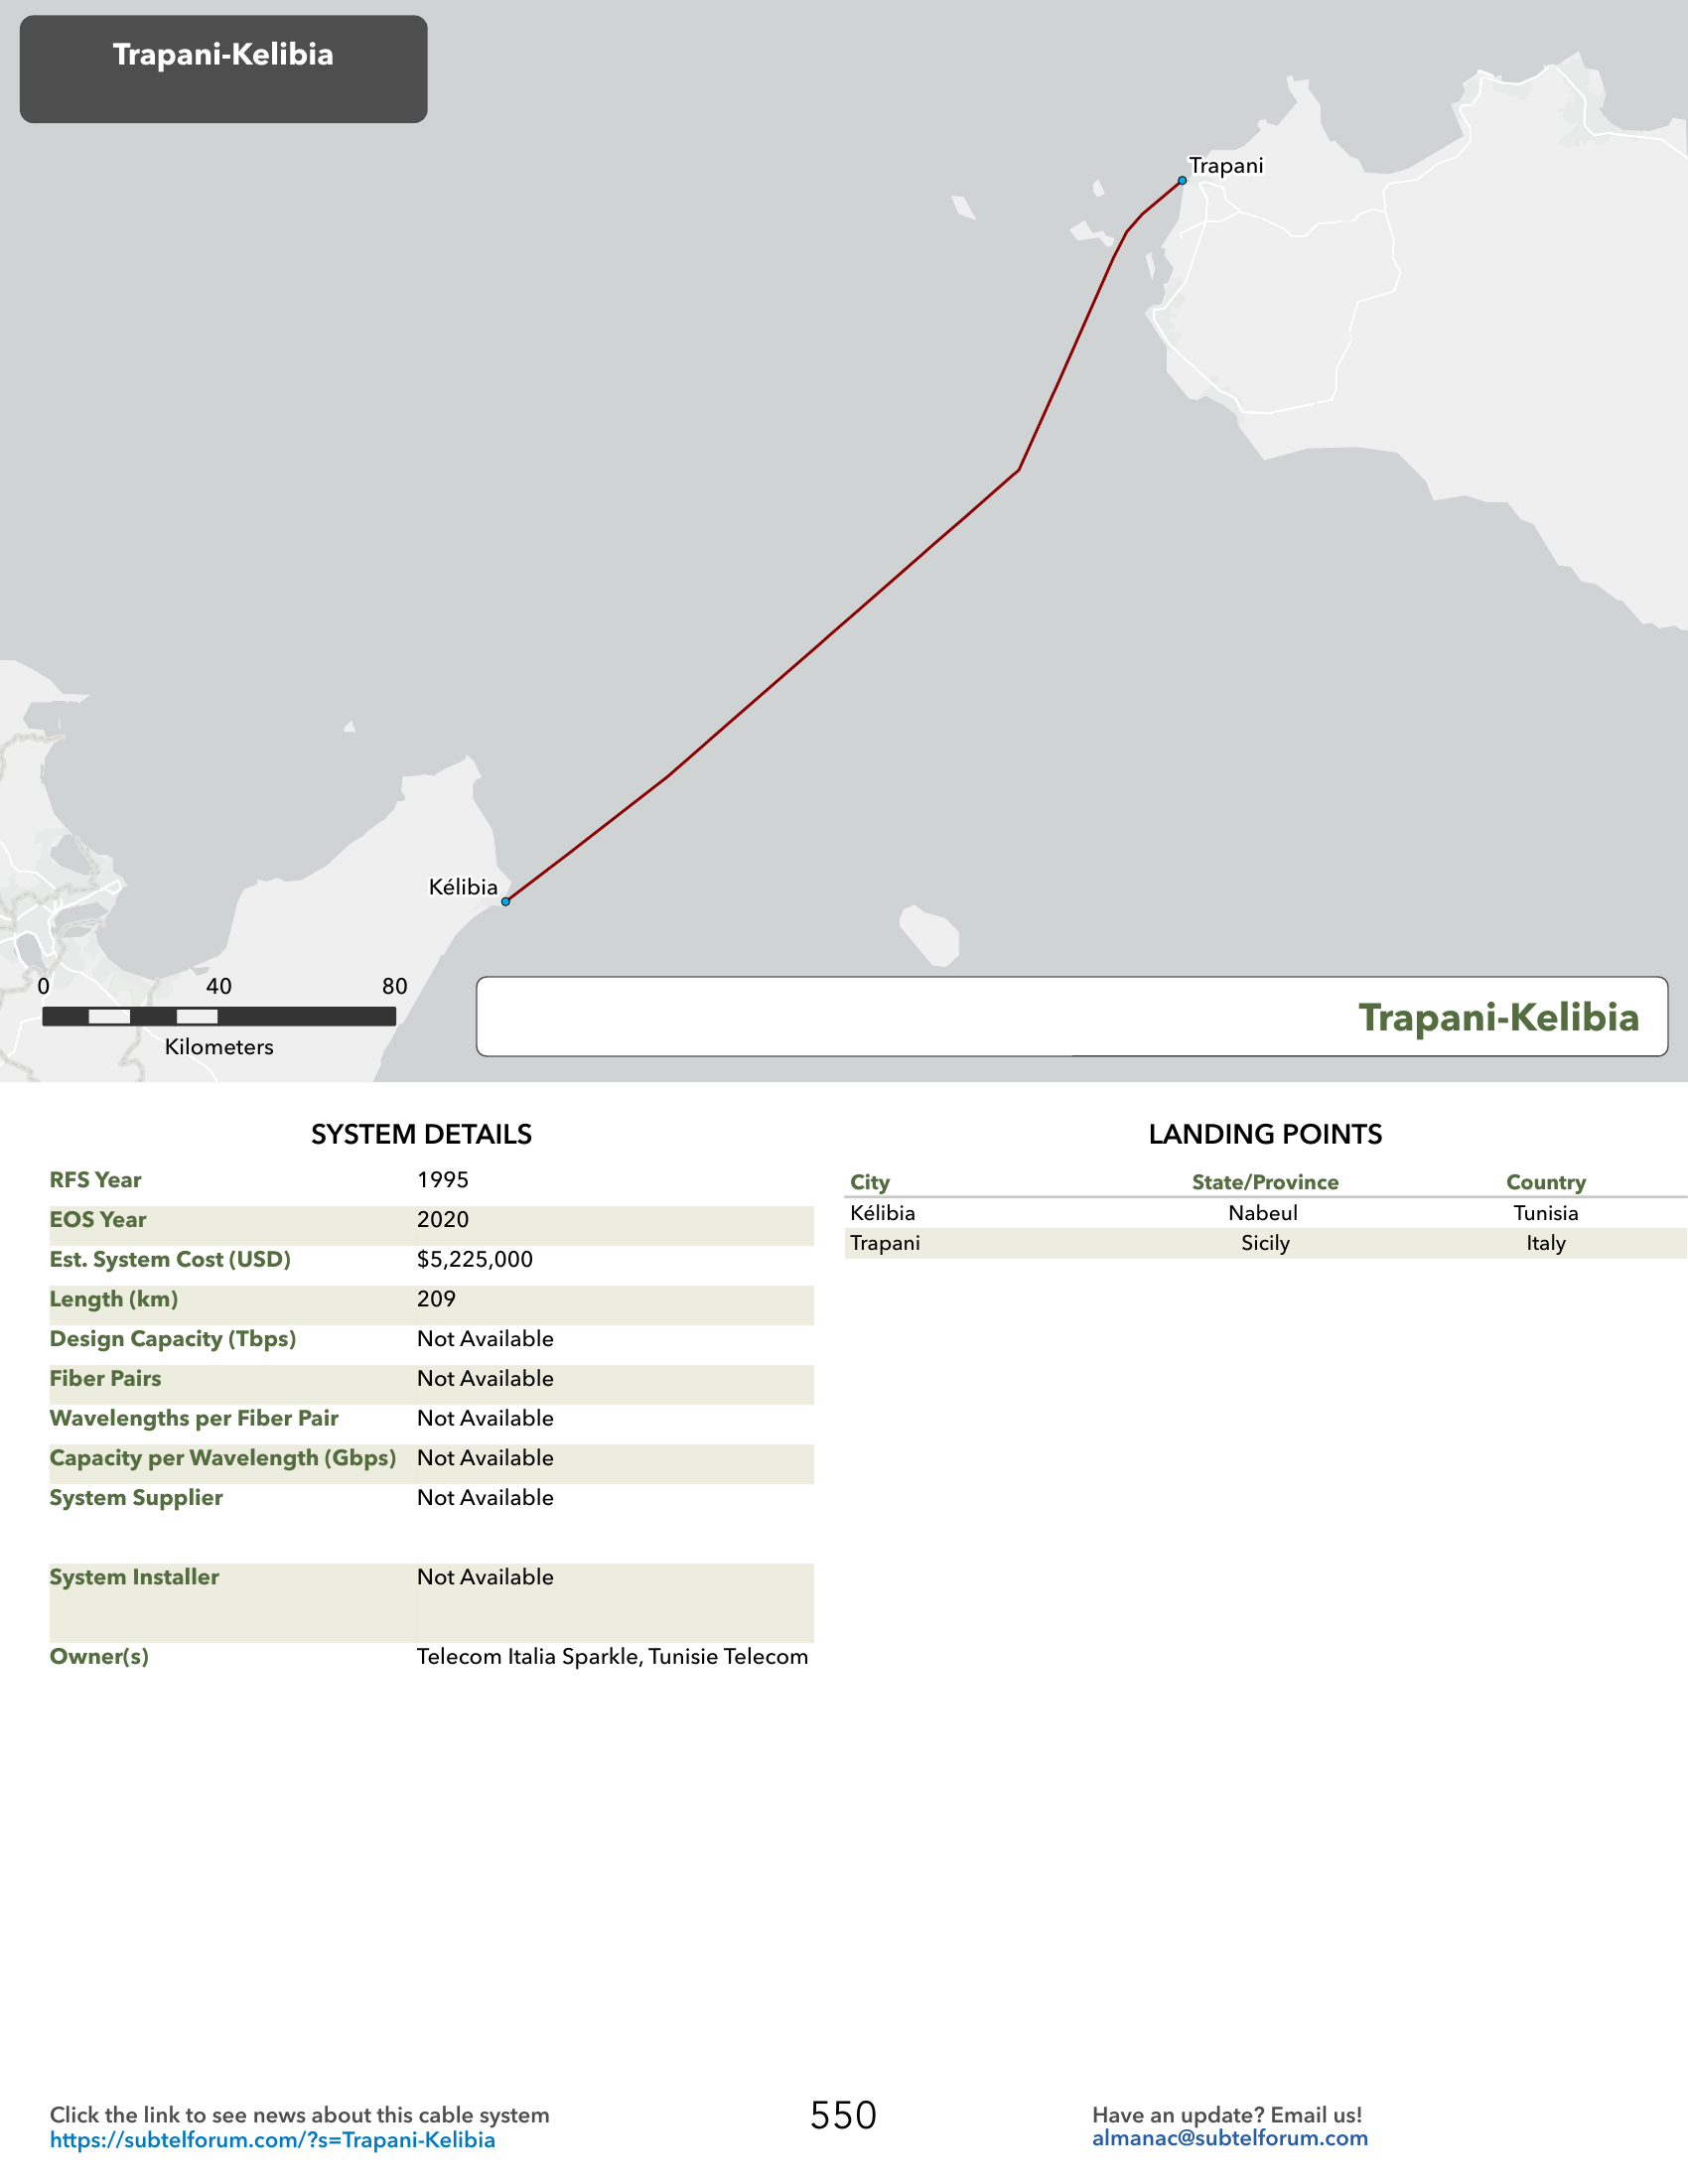 Trapani-Kelibia
Trapani
Kélibia
0 40 80
Kilometers
Trapani-Kelibia
SYSTEM DETAILS
RFS Year 1995
EOS Year 2020
Est. System Cost (USD) $5,225,000
Length (km) 209
Design Capacity (Tbps) Not Available
Fiber Pairs Not Available
Wavelengths per Fiber Pair Not Available
Capacity per Wavelength (Gbps) Not Available
System Supplier Not Available
System Installer Not Available
Owner(s) Telecom Italia Sparkle, Tunisie Telecom
LANDING POINTS
City State/Province Country
Kélibia Nabeul Tunisia
Trapani Sicily Italy
Click the link to see news about this cable system
https://subtelforum.com/?s=Trapani-Kelibia
550
Have an update? Email us!
almanac@subtelforum.com